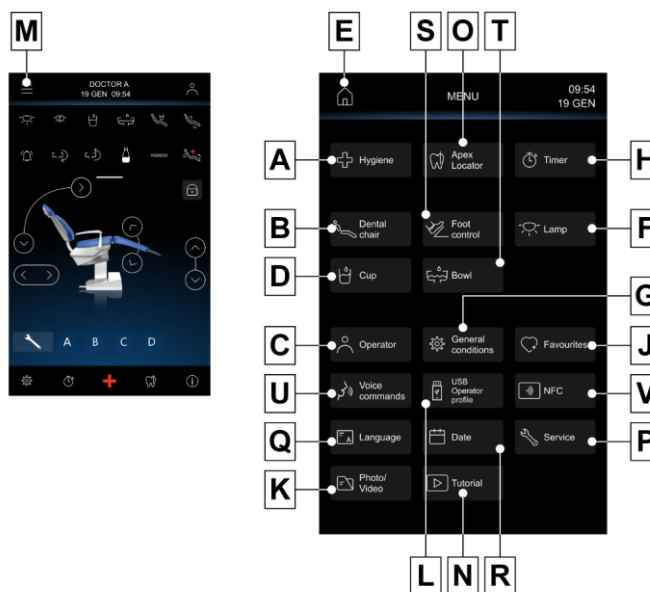 M
E
S
O
T
DOCTOR A
19 GEN 09:54
A B C D
MENU
09:54
19 GEN
A
Hygiene
Apex
Locator
Timer
H
B
Dental
chair
Foot
control
Lamp
F
D
Cup
Bowl
G
C
Operator
General
conditions
Favourites
J
U
Voice
commands
USB
Operator
profile
NFC
V
Q
Language
Date
Service
P
K
Photo/
Video
Tutorial
L
N
R